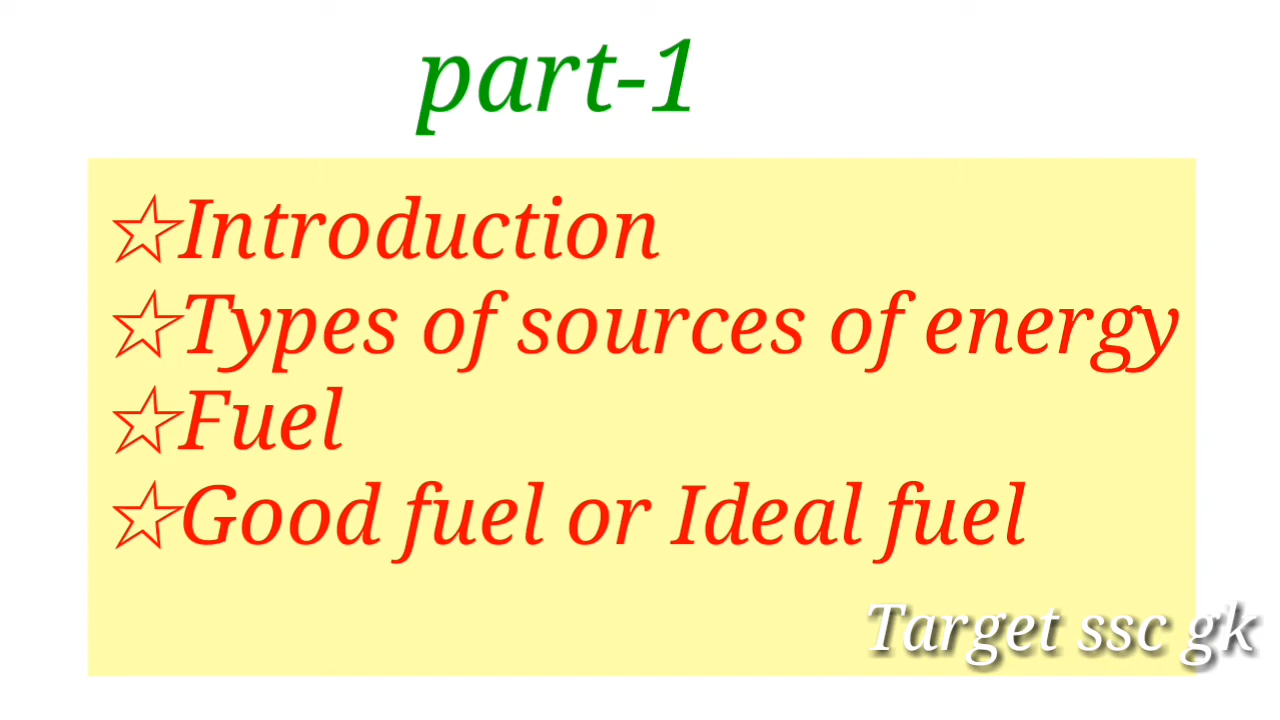 part-1
☆Introduction
☆Types of sources of energy
☆Fuel
☆Good fuel or Ideal fuel
Target ssc gk